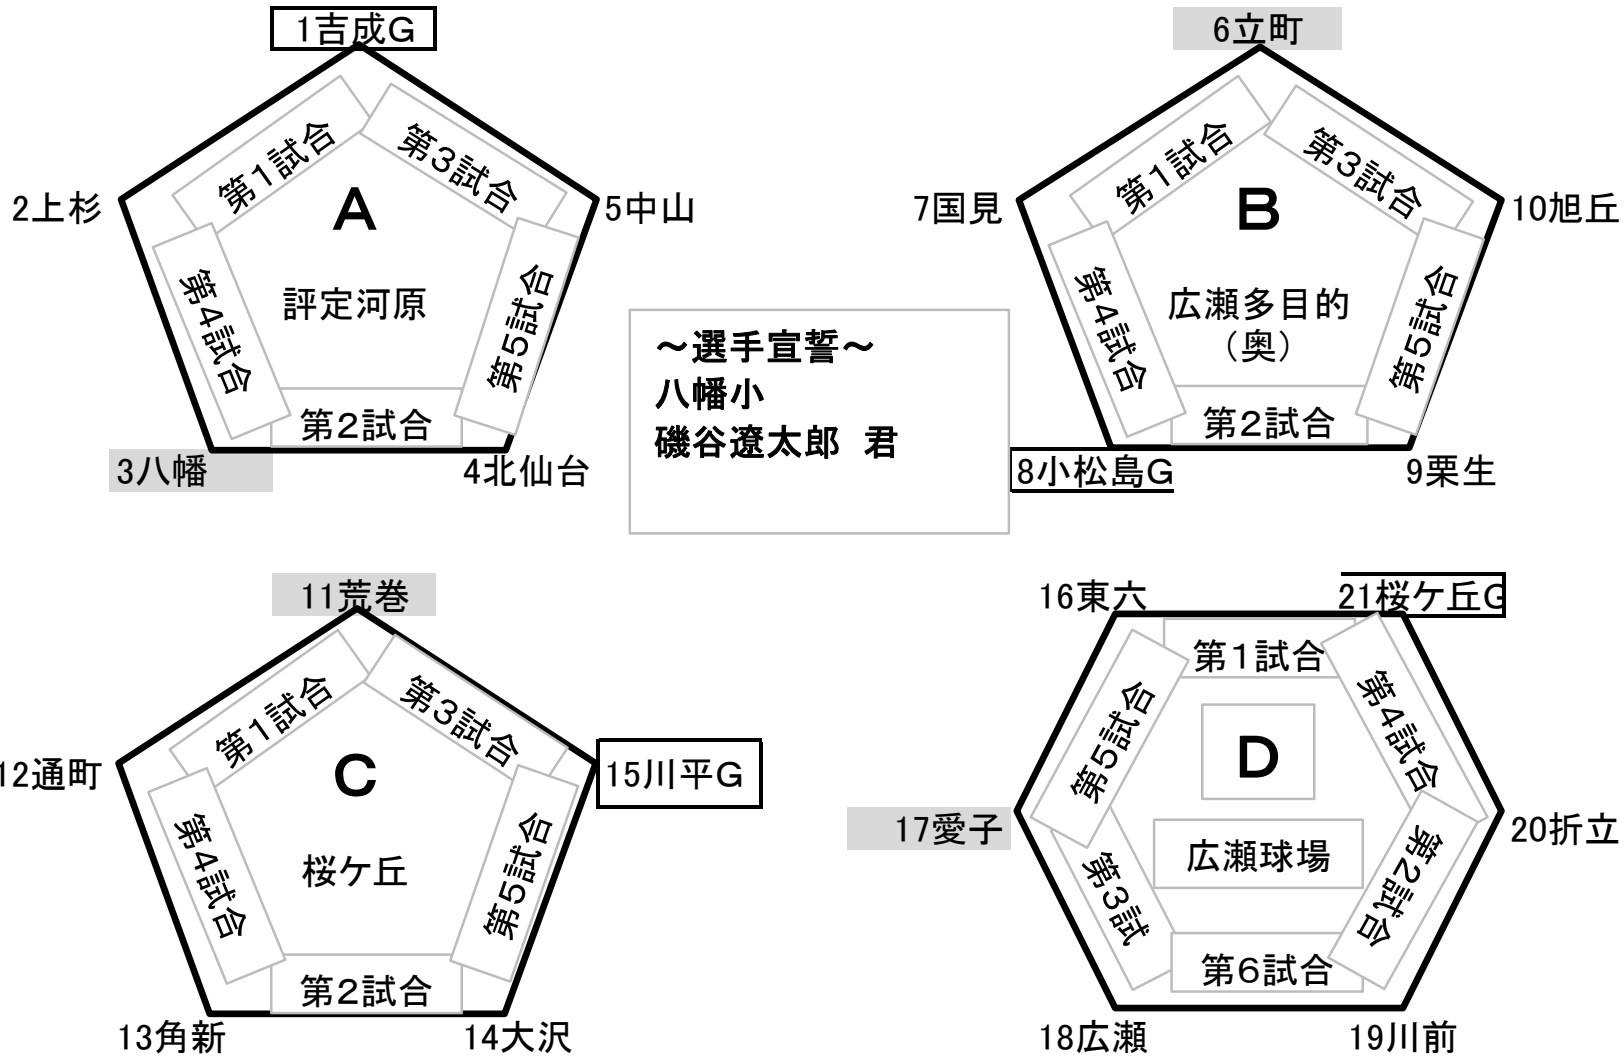 1吉成G
第1試合
第3試合
2上杉
A
5中山
評定河原
第4試合
第5試合
第2試合
3八幡
4北仙台
6立町
第1試合
第3試合
7国見
B
10旭丘
広瀬多目的
（奥）
第4試合
第5試合
第2試合
8小松島G
9栗生
～選手宣誓～
八幡小
磯谷遼太郎 君
11荒巻
第1試合
第3試合
12通町
C
15川平G
桜ケ丘
第4試合
第5試合
第2試合
13角新
14大沢
16東六
21桜ケ丘G
第1試合
第5試合
第4試合
D
17愛子
20折立
広瀬球場
第3試
第2試合
第6試合
18広瀬
19川前